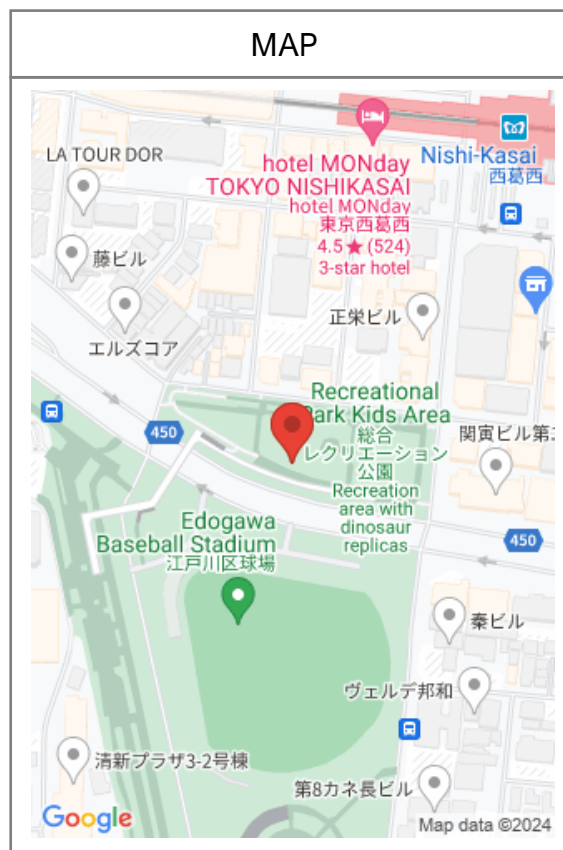 MAP
LA TOUR DOR
hotel MONday
TOKYO NISHIKASAI
hotel MONday
東京西葛西
4.5★ (524)
3-star hotel
Nishi-Kasai
西葛西
藤ビル
エルズコア
正栄ビル
Recreational
Park Kids Area
総合
レクリエーション
公園
Recreation
area with
dinosaur
replicas
450
関寅ビル第
Edogawa
Baseball Stadium
江戸川区球場
450
秦ビル
ヴェルデ邦和
清新プラザ3-2号棟
第8カネ長ビル
Google
Map data ©2024